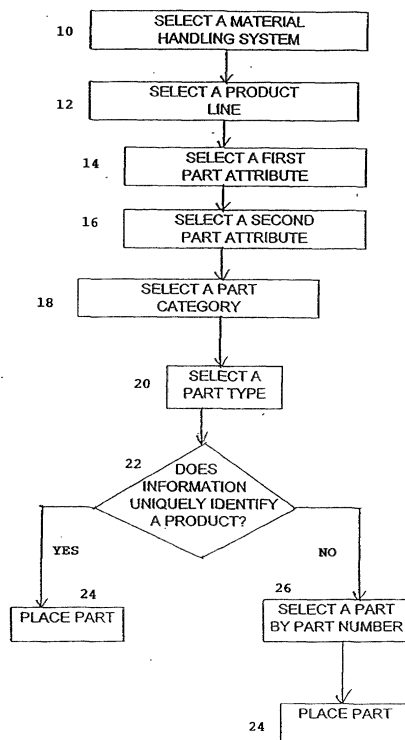 10
SELECT A MATERIAL
HANDLING SYSTEM
12
SELECT A PRODUCT
LINE
14
SELECT A FIRST
PART ATTRIBUTE
16
SELECT A SECOND
PART ATTRIBUTE
18
SELECT A PART
CATEGORY
20
SELECT A
PART TYPE
22
DOES
INFORMATION
UNIQUELY IDENTIFY
A PRODUCT?
YES
NO
24
PLACE PART
26
SELECT A PART
BY PART NUMBER
24
PLACE PART